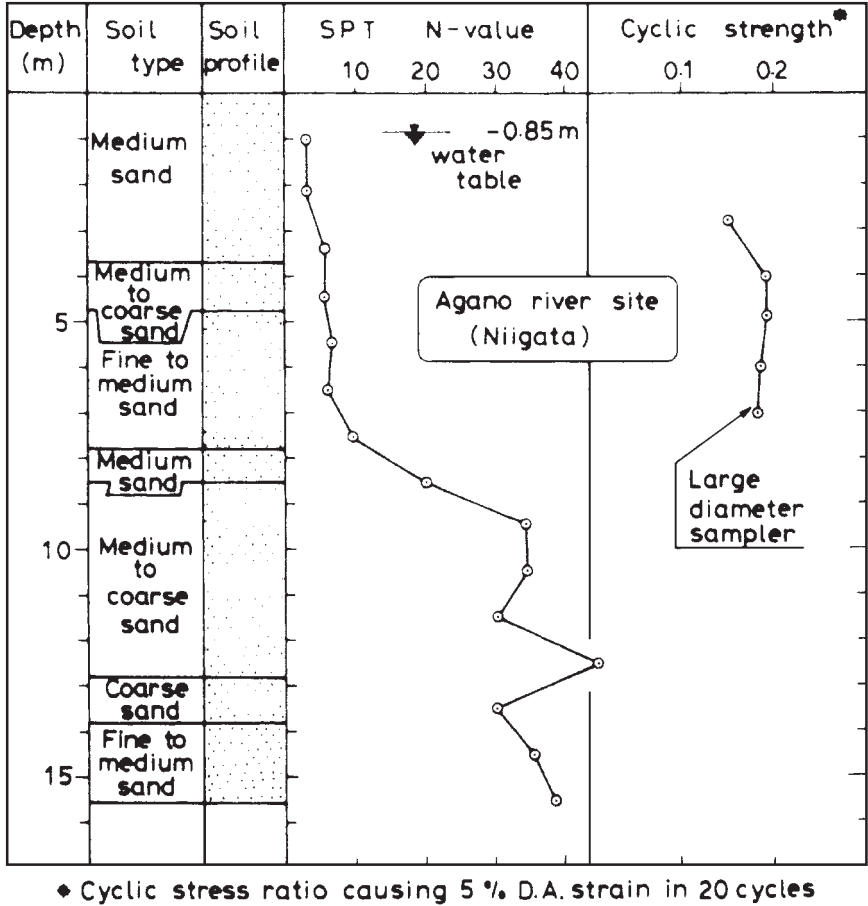 Depth
(m)
Soil
type
Soil
profile
SPT N-value
10 20 30 40
Cyclic strength*
0.1 0.2
5
10
15
Medium
sand
Medium
to
coarse
sand
Fine to
medium
sand
Medium
sand
Medium
to
coarse
sand
Coarse
sand
Fine to
medium
sand
-0.85m
water
table
Agano river site
(Niigata)
Large
diameter
sampler
* Cyclic stress ratio causing 5 % D.A. strain in 20 cycles